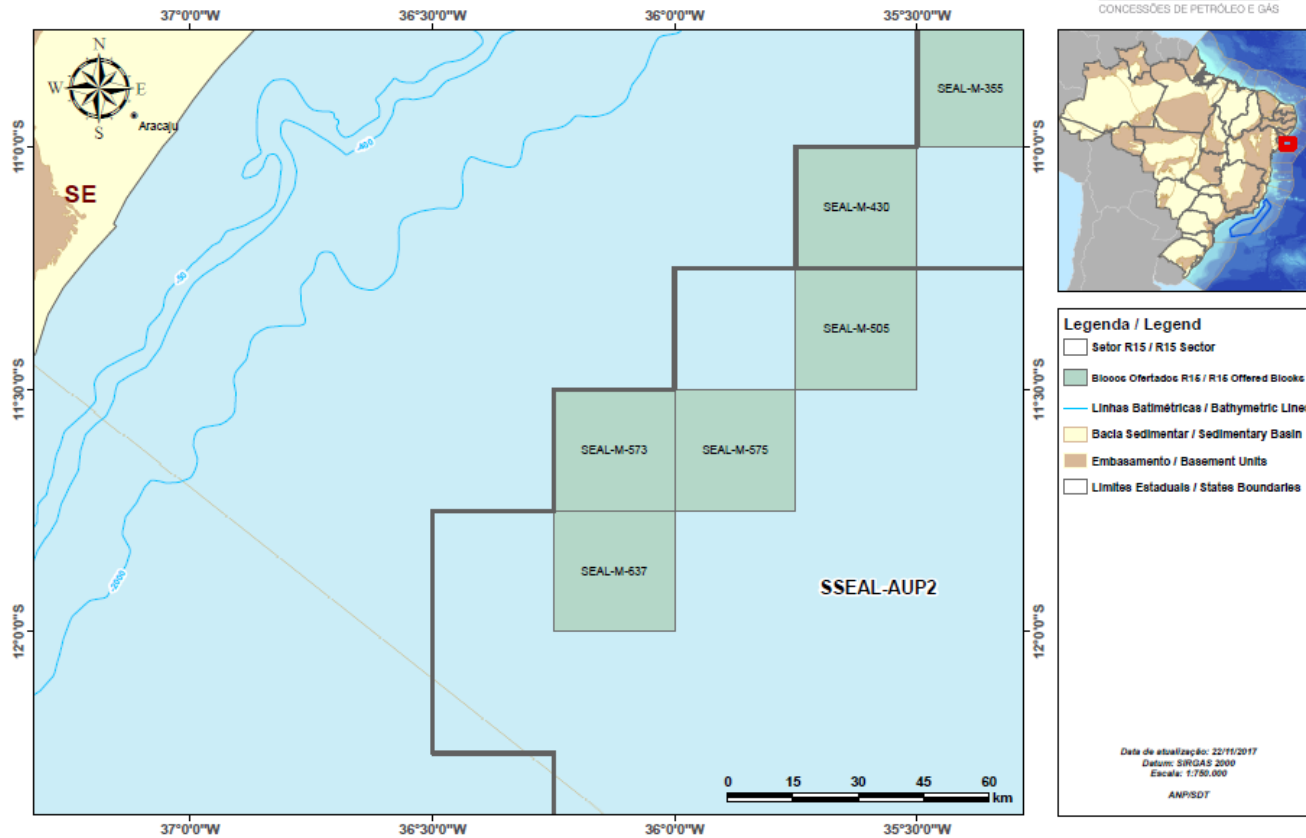 CONCESSÕES DE PETRÓLEO E GÁS
37°0'0"W
36°30'0"W
36°0'0"W
35°30'0"W
N
W
E
S
Aracaju
SE
SEAL-M-355
11°0'0"S
11°0'0"S
-400
SEAL-M-430
-50
SEAL-M-505
11°30'0"S
11°30'0"S
SEAL-M-573
SEAL-M-575
-2000
SEAL-M-637
SSEAL-AUP2
12°0'0"S
12°0'0"S
0 15 30 45 60
km
37°0'0"W
36°30'0"W
36°0'0"W
35°30'0"W
Legenda / Legend
Setor R15 / R15 Sector
Blocos Ofertados R15 / R15 Offered Blocks
Linhas Batimétricas / Bathymetric Lines
Bacia Sedimentar / Sedimentary Basin
Embasamento / Basement Units
Limites Estaduais / States Boundaries
Data de atualização: 22/11/2017
Datum: SIRGAS 2000
Escala: 1:750.000
ANP/SDT